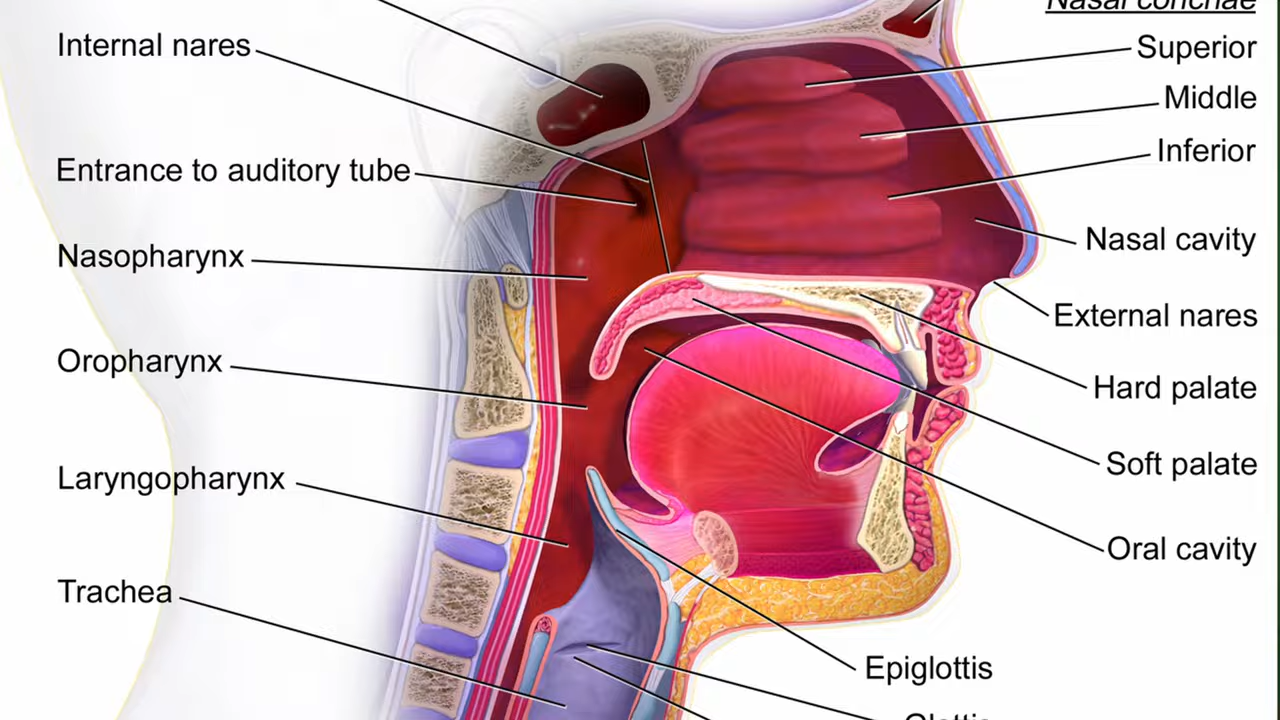 Nasal conchae
Internal nares
Superior
Middle
Inferior
Entrance to auditory tube
Nasal cavity
Nasopharynx
External nares
Oropharynx
Hard palate
Soft palate
Laryngopharynx
Oral cavity
Trachea
Epiglottis
Glottis